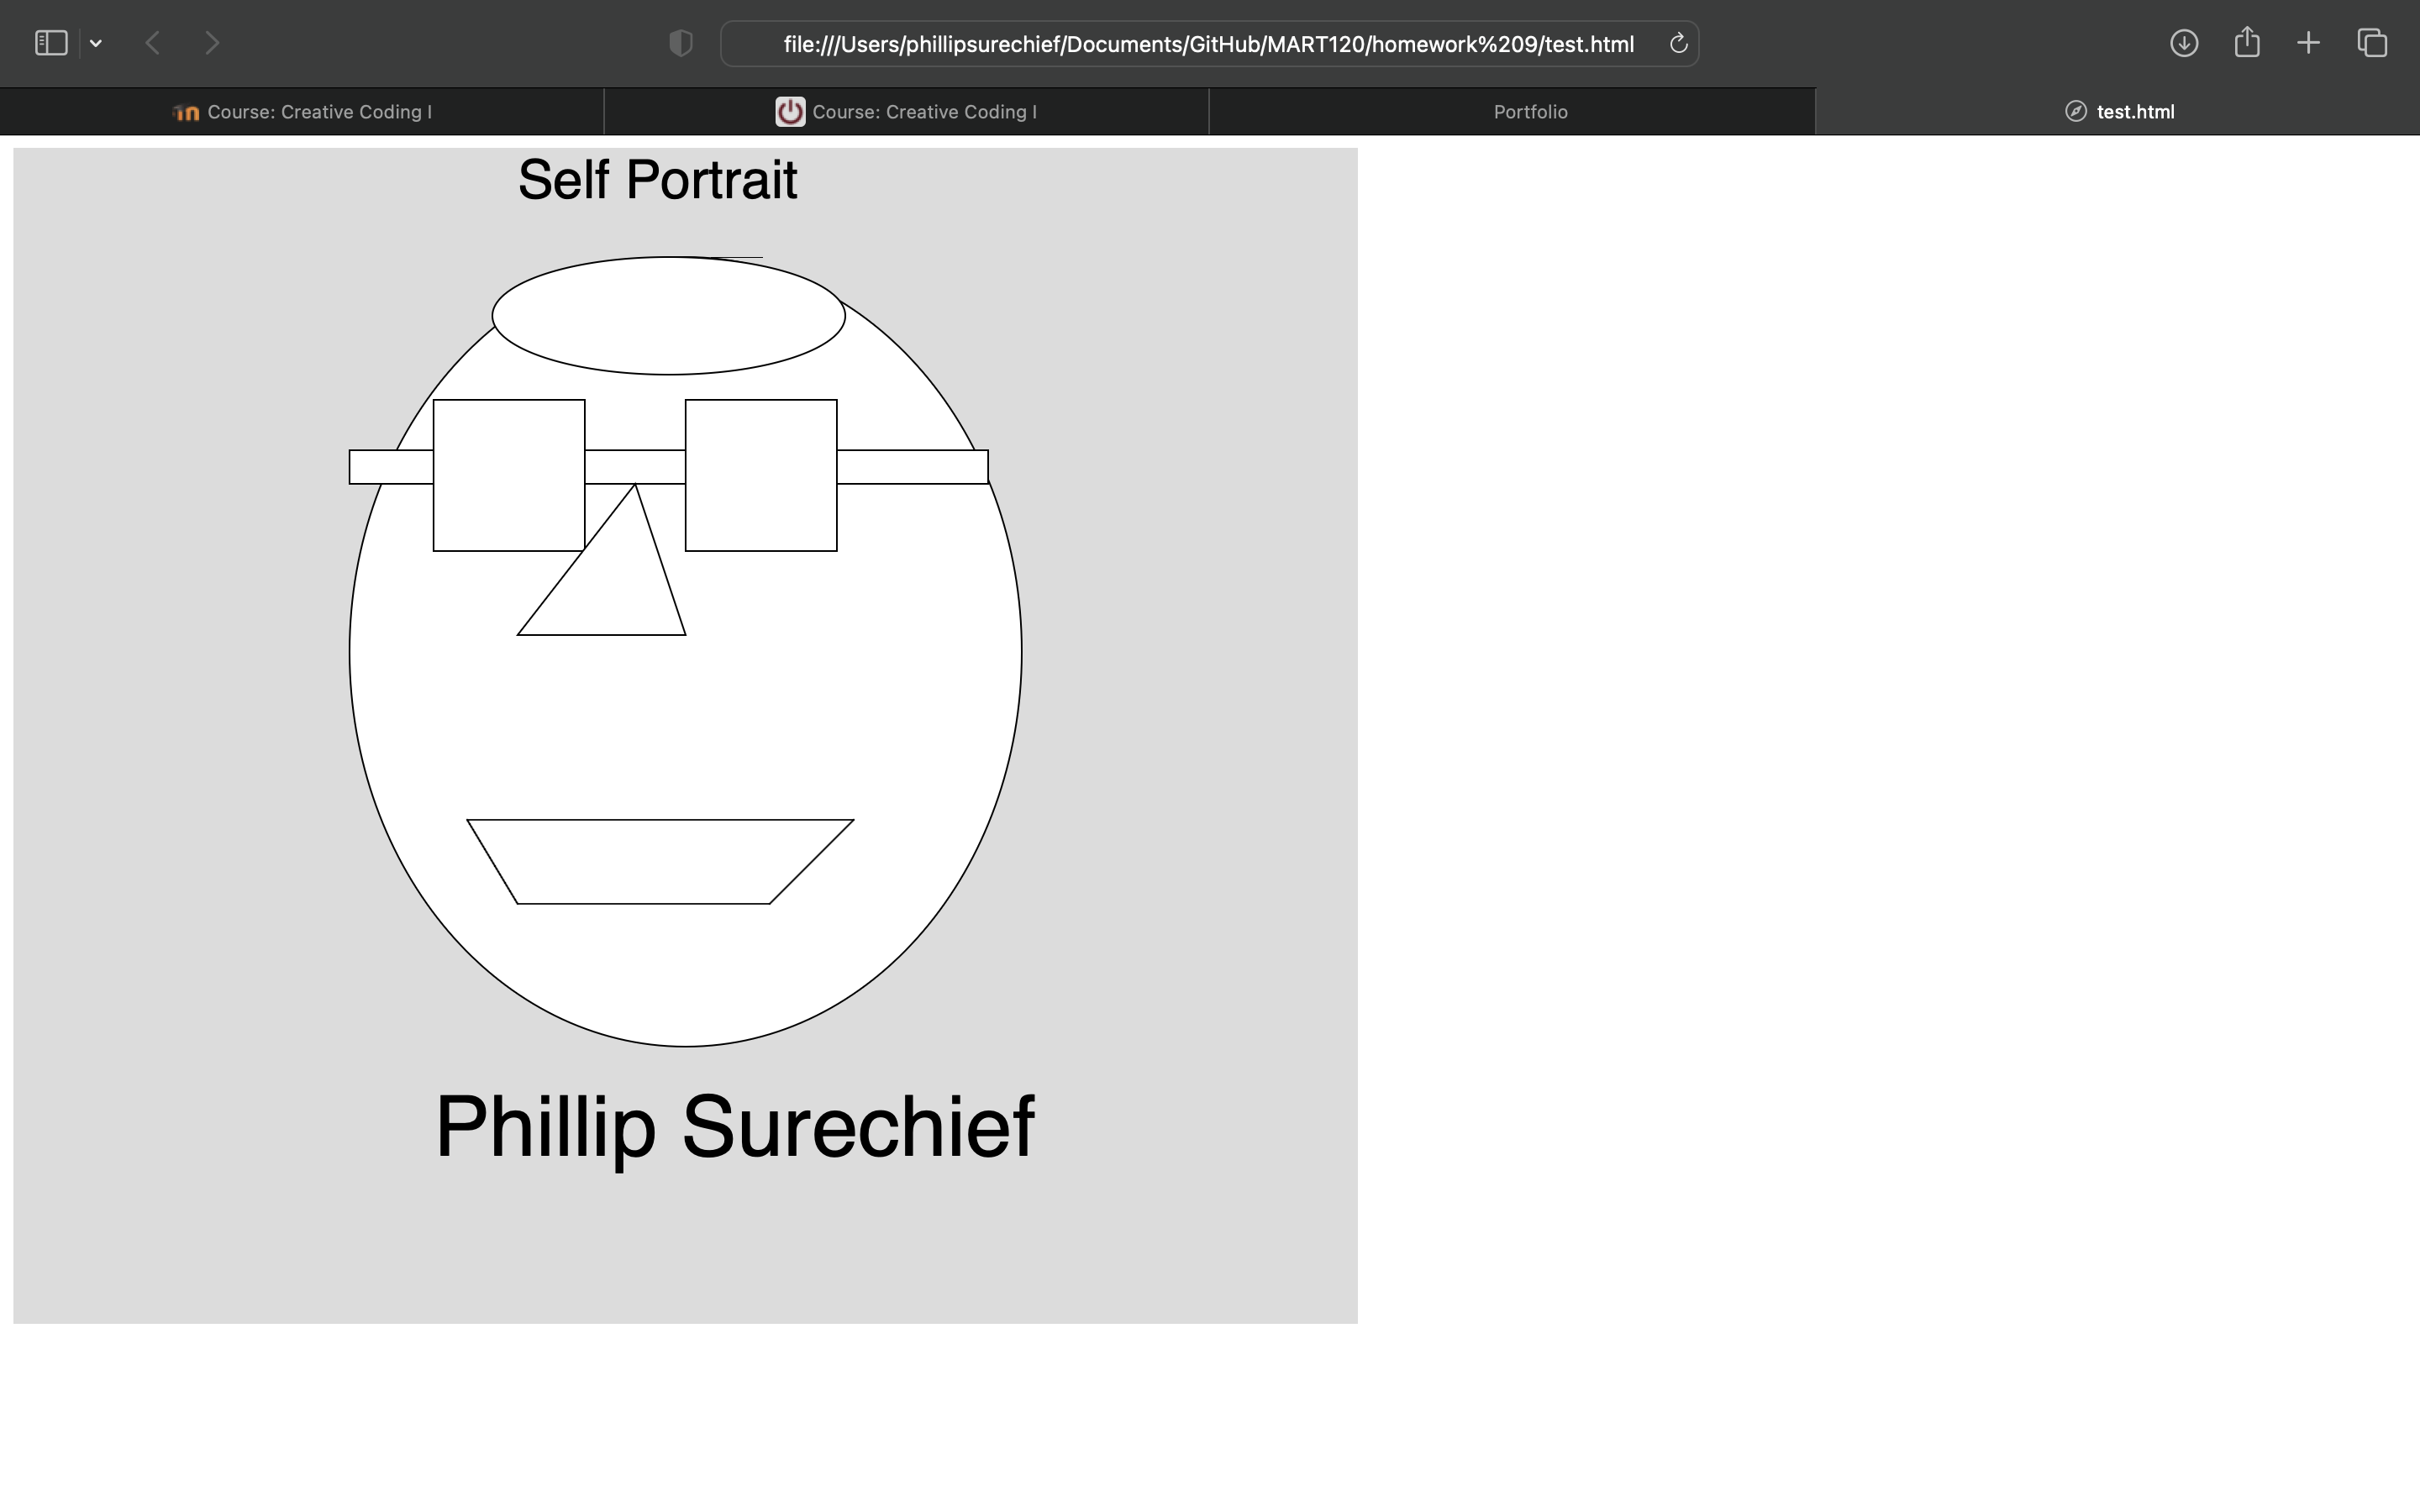 file:///Users/phillipsurechief/Documents/GitHub/MART120/homework%209/test.html
Course: Creative Coding I
Course: Creative Coding I
Portfolio
test.html
Self Portrait
Phillip Surechief